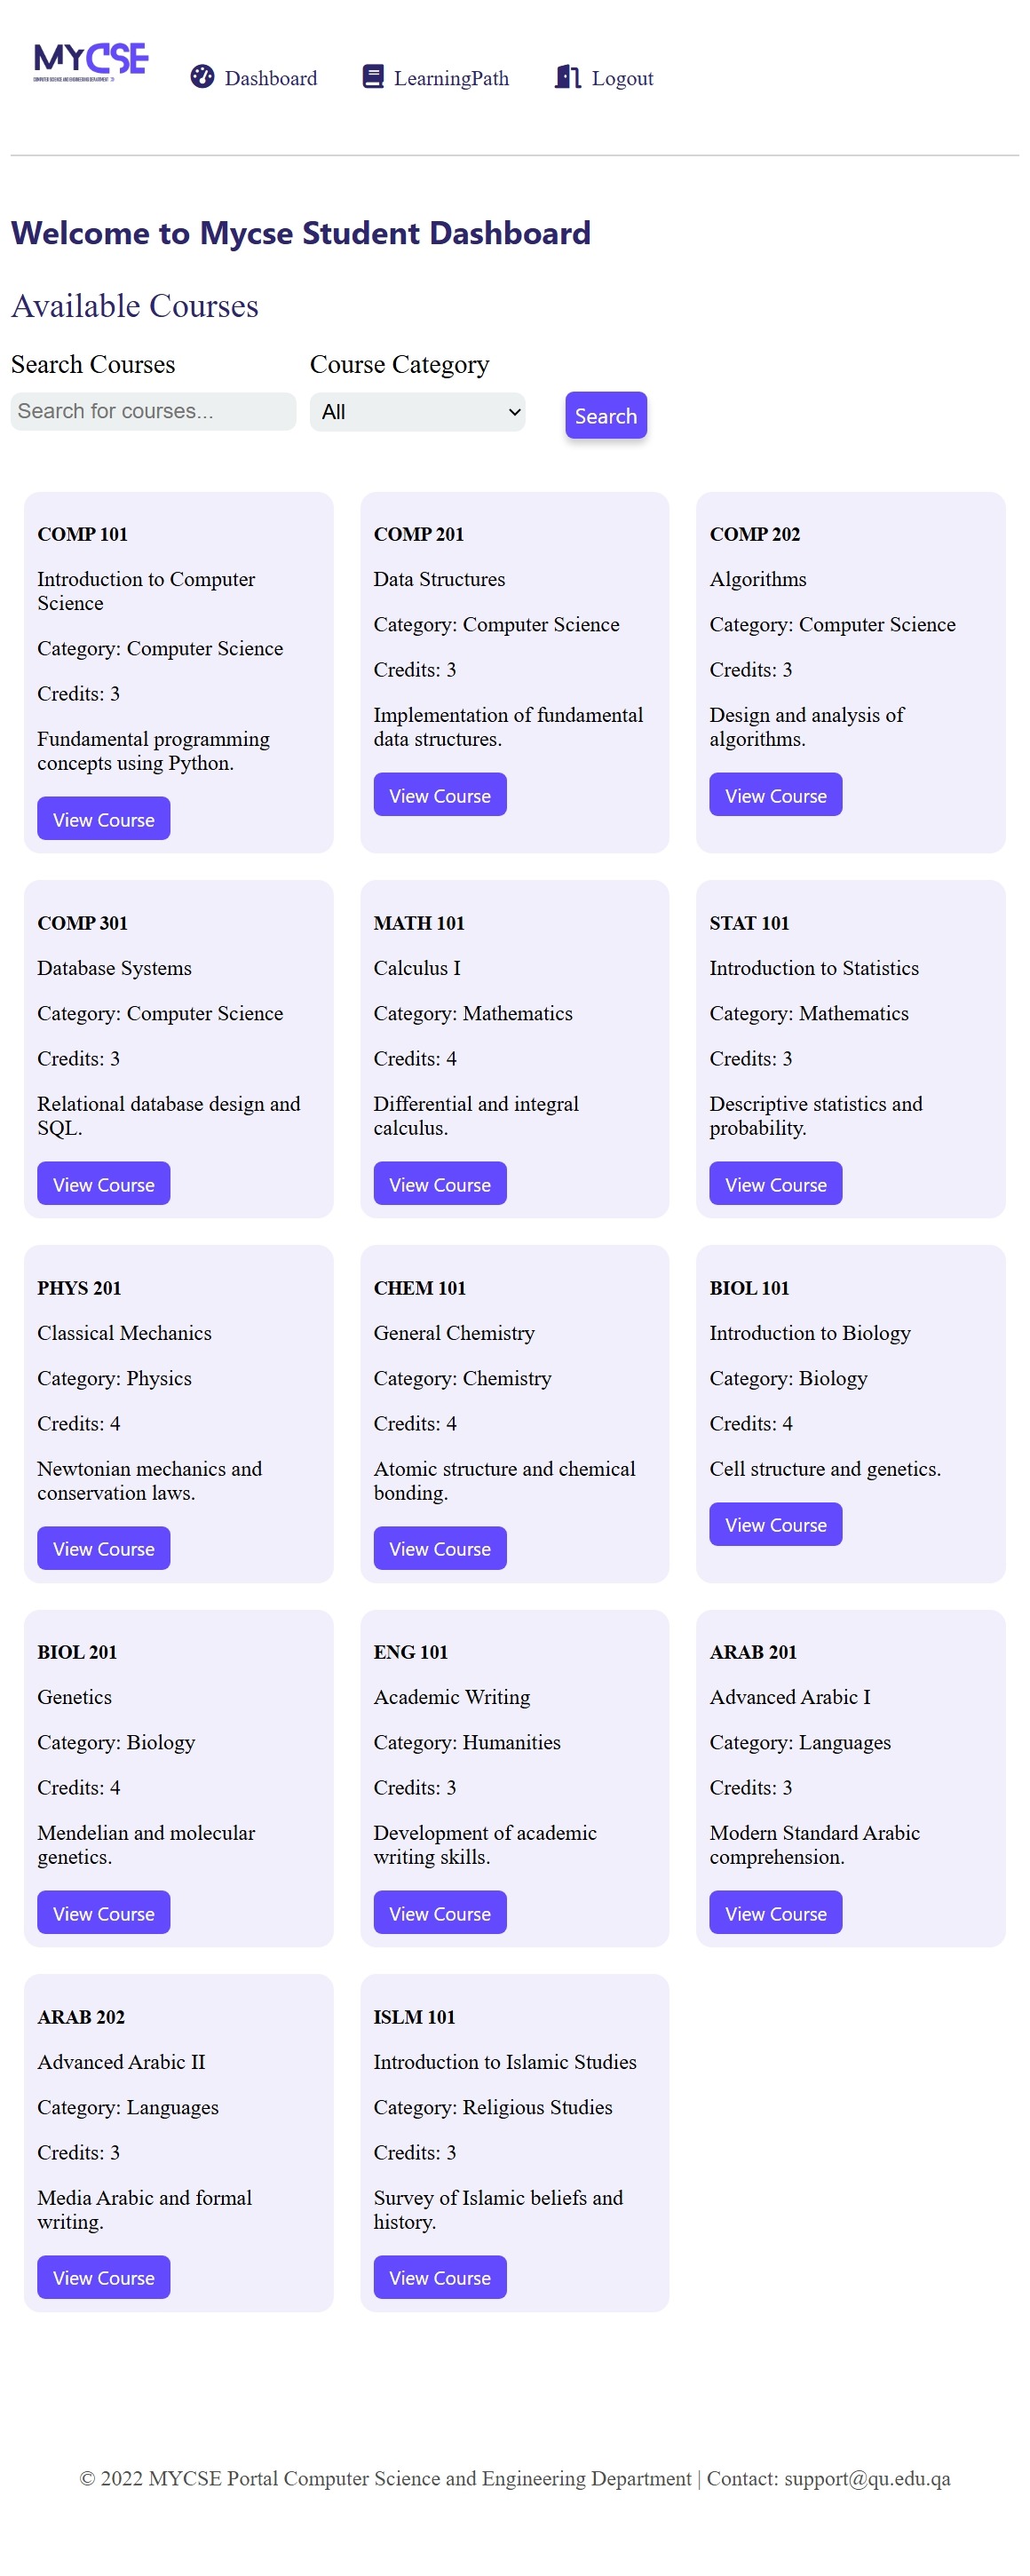 MYCSE
COMPUTER SCIENCE AND ENGINEERING DEPARTMENT
Dashboard
LearningPath
Logout
Welcome to Mycse Student Dashboard
Available Courses
Search Courses
Course Category
Search for courses...
All
Search
COMP 101
Introduction to Computer
Science
Category: Computer Science
Credits: 3
Fundamental programming
concepts using Python.
View Course
COMP 201
Data Structures
Category: Computer Science
Credits: 3
Implementation of fundamental
data structures.
View Course
COMP 202
Algorithms
Category: Computer Science
Credits: 3
Design and analysis of
algorithms.
View Course
COMP 301
Database Systems
Category: Computer Science
Credits: 3
Relational database design and
SQL.
View Course
MATH 101
Calculus I
Category: Mathematics
Credits: 4
Differential and integral
calculus.
View Course
STAT 101
Introduction to Statistics
Category: Mathematics
Credits: 3
Descriptive statistics and
probability.
View Course
PHYS 201
Classical Mechanics
Category: Physics
Credits: 4
Newtonian mechanics and
conservation laws.
View Course
CHEM 101
General Chemistry
Category: Chemistry
Credits: 4
Atomic structure and chemical
bonding.
View Course
BIOL 101
Introduction to Biology
Category: Biology
Credits: 4
Cell structure and genetics.
View Course
BIOL 201
Genetics
Category: Biology
Credits: 4
Mendelian and molecular
genetics.
View Course
ENG 101
Academic Writing
Category: Humanities
Credits: 3
Development of academic
writing skills.
View Course
ARAB 201
Advanced Arabic I
Category: Languages
Credits: 3
Modern Standard Arabic
comprehension.
View Course
ARAB 202
Advanced Arabic II
Category: Languages
Credits: 3
Media Arabic and formal
writing.
View Course
ISLM 101
Introduction to Islamic Studies
Category: Religious Studies
Credits: 3
Survey of Islamic beliefs and
history.
View Course
© 2022 MYCSE Portal Computer Science and Engineering Department | Contact: support@qu.edu.qa